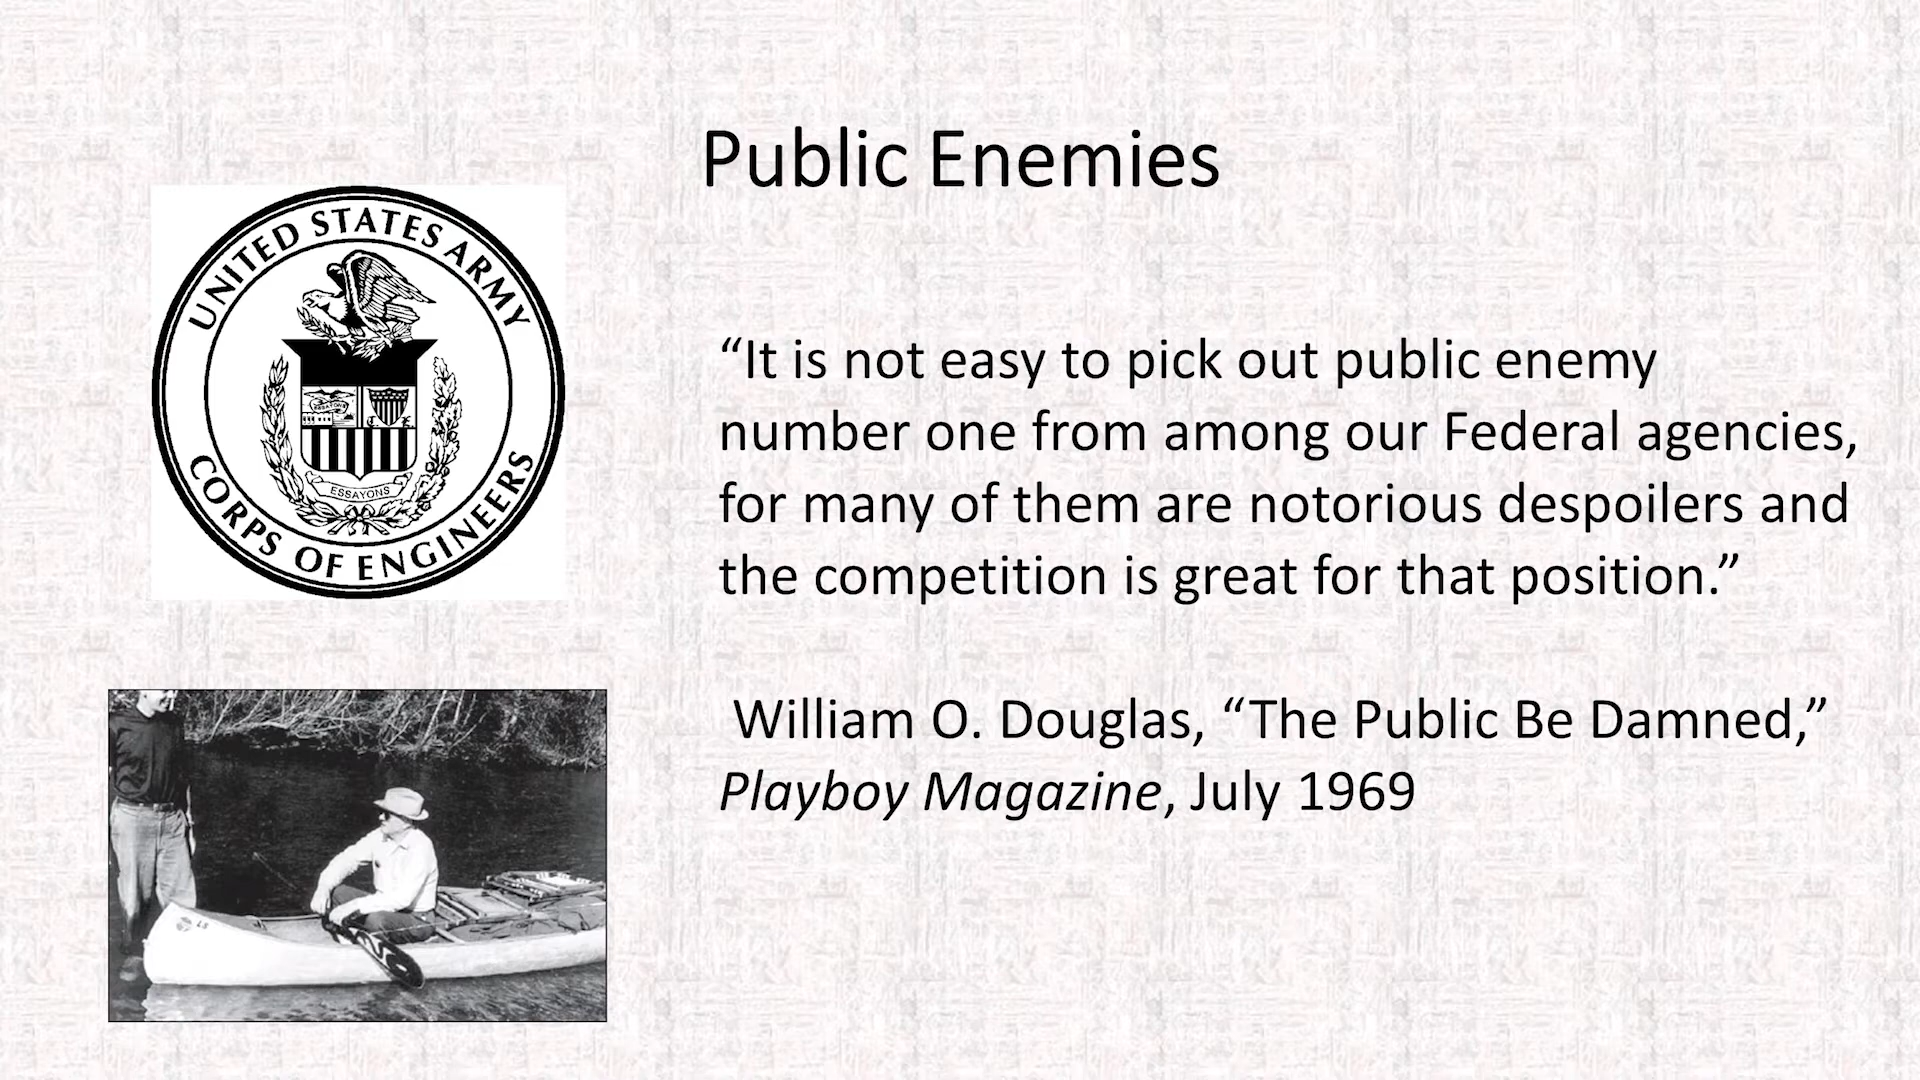 Public Enemies
UNITED STATES ARMY
ESSAYONS
ESSAYONS
CORPS OF ENGINEERS
“It is not easy to pick out public enemy
number one from among our Federal agencies,
for many of them are notorious despoilers and
the competition is great for that position.”
William O. Douglas, “The Public Be Damned,”
Playboy Magazine, July 1969